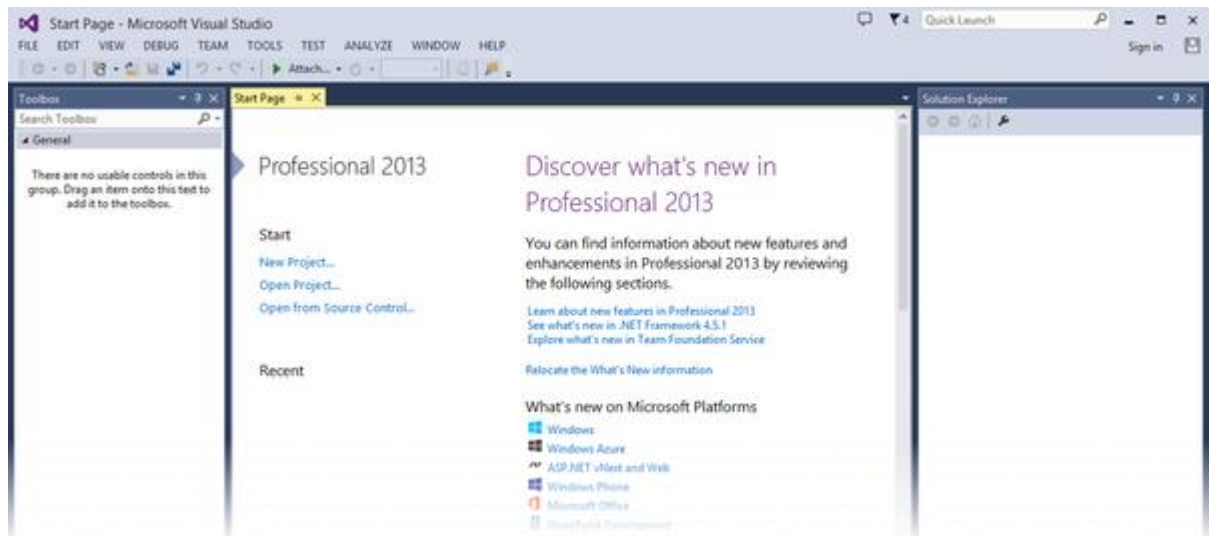 Start Page - Microsoft Visual Studio
4
Quick Launch
FILE EDIT VIEW DEBUG TEAM TOOLS TEST ANALYZE WINDOW HELP
Sign in
Attach...
Toolbox
Search Toolbox
General
There are no usable controls in this
group. Drag an item onto this text to
add it to the toolbox.
Start Page
Professional 2013
Start
New Project...
Open Project...
Open from Source Control...
Recent
Discover what's new in
Professional 2013
You can find information about new features and
enhancements in Professional 2013 by reviewing
the following sections.
Learn about new features in Professional 2013
See what's new in .NET Framework 4.5.1
Explore what's new in Team Foundation Service
Relocate the What's New information
What's new on Microsoft Platforms
Windows
Windows Azure
ASP.NET vNext and Web
Windows Phone
Microsoft Office
SharePoint Development
Solution Explorer